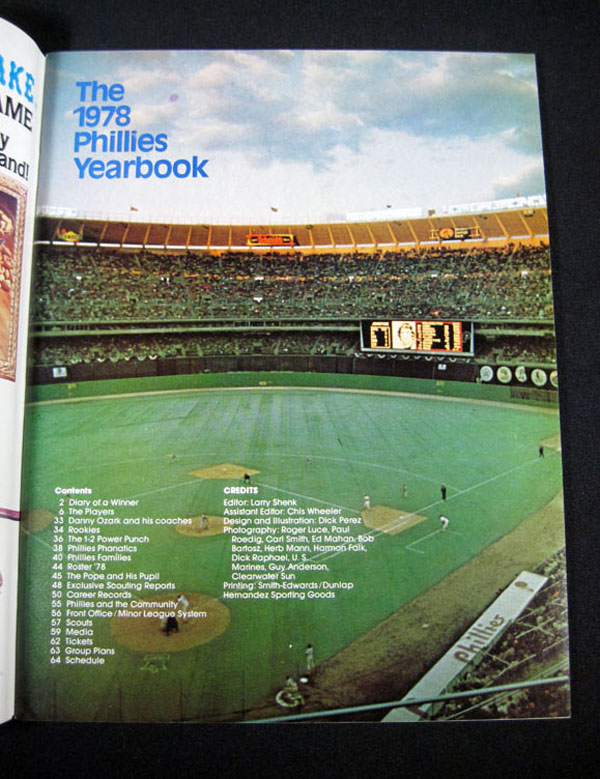 AKE
AME
y
and!
The
1978
Phillies
Yearbook
Contents
2 Diary of a Winner
6 The Players
33 Danny Ozark and his coaches
34 Rookies
36 The 1-2 Power Punch
38 Phillies Phanatics
40 Phillies Families
44 Roster '78
45 The Pope and His Pupil
48 Exclusive Scouting Reports
50 Career Records
55 Phillies and the Community
56 Front Office/Minor League System
57 Scouts
59 Media
62 Tickets
63 Group Plans
64 Schedule
CREDITS
Editor: Larry Shenk
Assistant Editor: Chis Wheeler
Design and Illustration: Dick Perez
Photography: Roger Luce, Paul
Roedig, Carl Smith, Ed Mahan, Bob
Bartosz, Herb Mann, Harmon Falk,
Dick Raphael, U. S.
Marines, Guy Anderson,
Clearwater Sun
Printing: Smith-Edwards/Dunlap
Hernandez Sporting Goods
Phillies